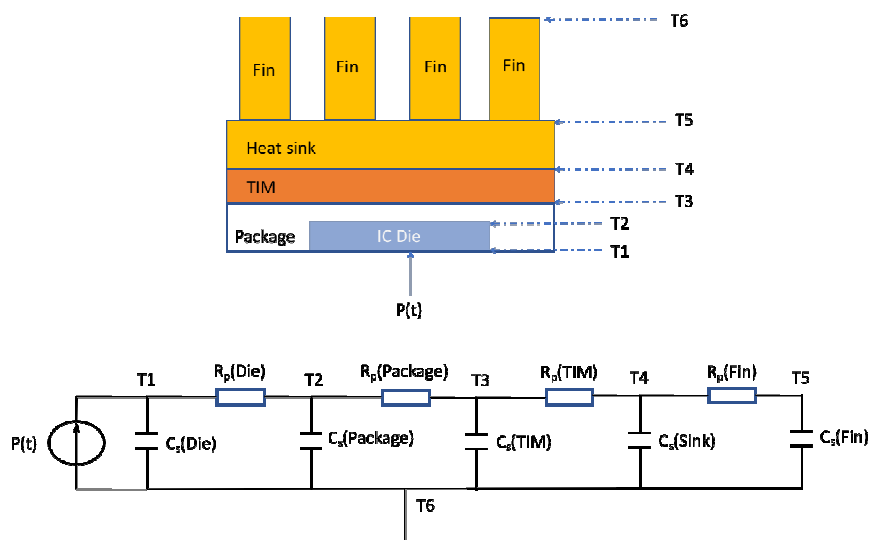 T6
Fin Fin Fin Fin
T5
Heat sink
T4
TIM
T3
T2
Package IC Die
T1
P(t)
T1 Rp(Die) T2 Rp(Package) T3 Rp(TIM) T4 Rp(Fin) T5
P(t) Cs(Die) Cs(Package) Cs(TIM) Cs(Sink) Cs(Fin)
T6